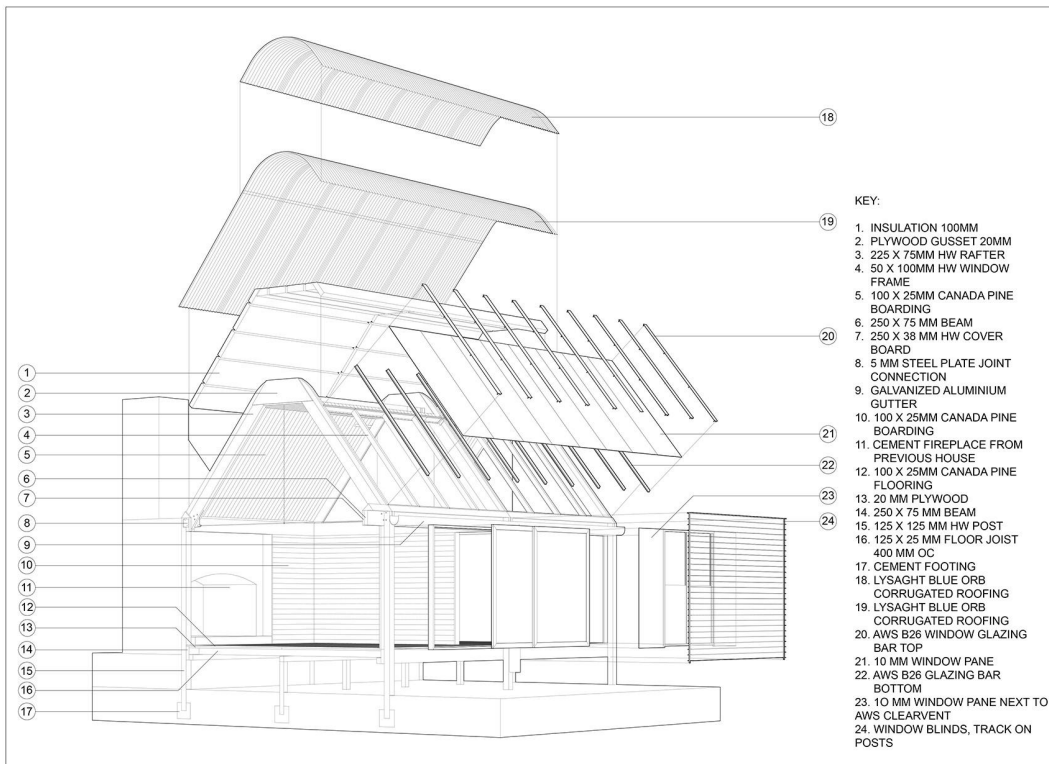 18
19
20
1
2
3
4
5
6
7
8
9
10
11
12
13
14
15
16
17
21
22
23
24
KEY:
1. INSULATION 100MM
2. PLYWOOD GUSSET 20MM
3. 225 X 75MM HW RAFTER
4. 50 X 100MM HW WINDOW
FRAME
5. 100 X 25MM CANADA PINE
BOARDING
6. 250 X 75 MM BEAM
7. 250 X 38 MM HW COVER
BOARD
8. 5 MM STEEL PLATE JOINT
CONNECTION
9. GALVANIZED ALUMINIUM
GUTTER
10. 100 X 25MM CANADA PINE
BOARDING
11. CEMENT FIREPLACE FROM
PREVIOUS HOUSE
12. 100 X 25MM CANADA PINE
FLOORING
13. 20 MM PLYWOOD
14. 250 X 75 MM BEAM
15. 125 X 125 MM HW POST
16. 125 X 25 MM FLOOR JOIST
400 MM OC
17. CEMENT FOOTING
18. LYSAGHT BLUE ORB
CORRUGATED ROOFING
19. LYSAGHT BLUE ORB
CORRUGATED ROOFING
20. AWS B26 WINDOW GLAZING
BAR TOP
21. 10 MM WINDOW PANE
22. AWS B26 GLAZING BAR
BOTTOM
23. 1O MM WINDOW PANE NEXT TO
AWS CLEARVENT
24. WINDOW BLINDS, TRACK ON
POSTS